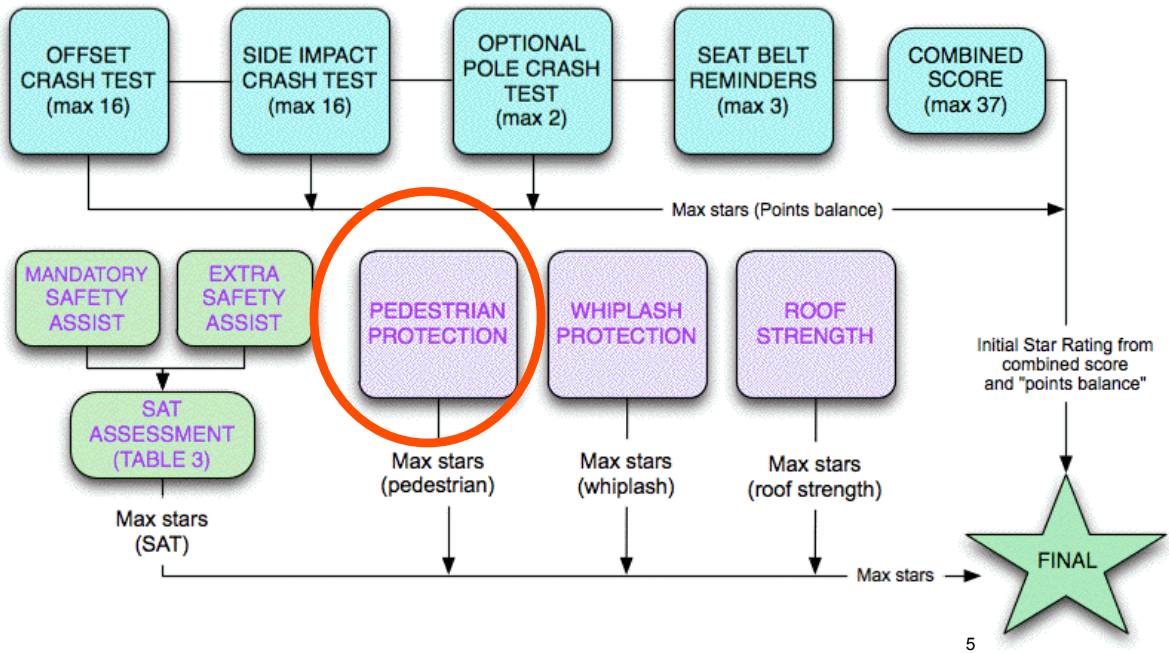 OFFSET
CRASH TEST
(max 16)
SIDE IMPACT
CRASH TEST
(max 16)
OPTIONAL
POLE CRASH
TEST
(max 2)
SEAT BELT
REMINDERS
(max 3)
COMBINED
SCORE
(max 37)
Max stars (Points balance)
MANDATORY
SAFETY
ASSIST
EXTRA
SAFETY
ASSIST
PEDESTRIAN
PROTECTION
WHIPLASH
PROTECTION
ROOF
STRENGTH
Initial Star Rating from
combined score
and "points balance"
SAT
ASSESSMENT
(TABLE 3)
Max stars
(pedestrian)
Max stars
(whiplash)
Max stars
(roof strength)
Max stars
(SAT)
Max stars
FINAL
5